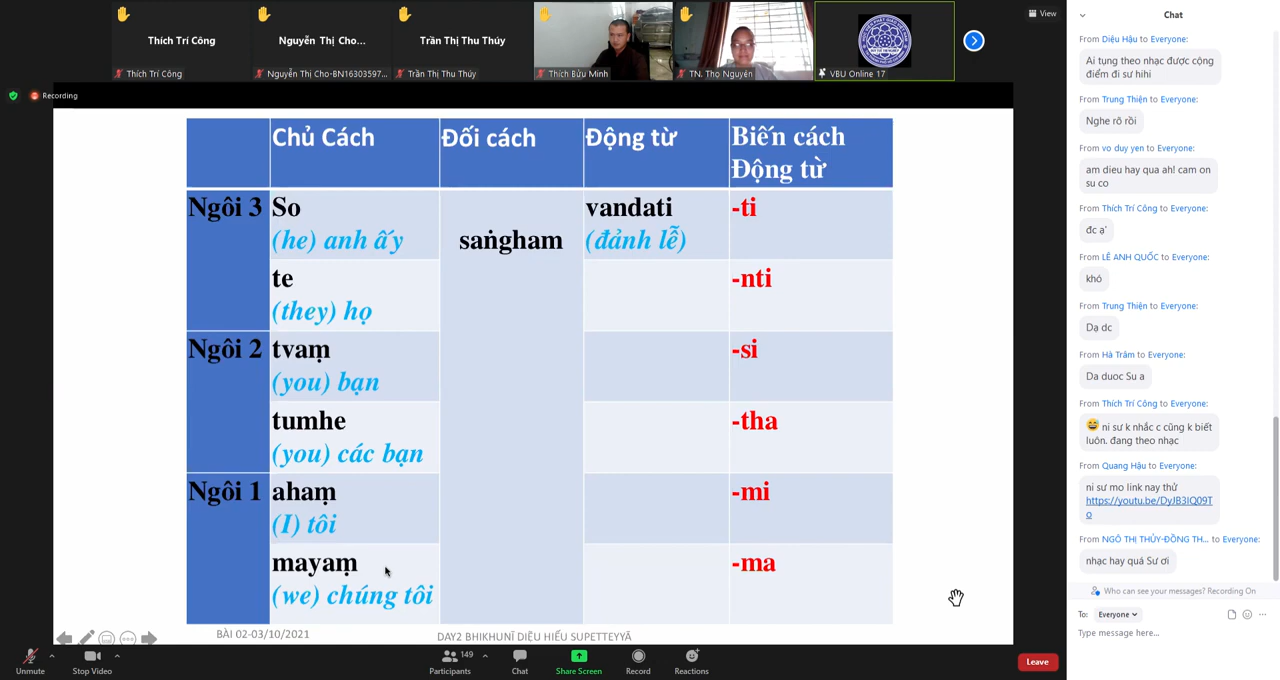 Thích Trí Công
Nguyễn Thị Cho...
Trần Thị Thu Thúy
Thích Trí Công
Nguyễn Thị Cho-BN16303597...
Trần Thị Thu Thúy
Thích Bửu Minh
TN. Thọ Nguyên
VBU Online 17
View
Recording
Chủ Cách
Đối cách
Động từ
Biến cách
Động từ
Ngôi 3
So
(he) anh ấy
saṅgham
vandati
(đảnh lễ)
-ti
te
(they) họ
-nti
Ngôi 2
tvaṃ
(you) bạn
-si
tumhe
(you) các bạn
-tha
Ngôi 1
ahaṃ
(I) tôi
-mi
mayaṃ
(we) chúng tôi
-ma
BÀI 02-03/10/2021
DAY2 BHIKHUNĪ DIỆU HIẾU SUPETTEYYĀ
Unmute
Stop Video
149
Participants
Chat
Share Screen
Record
Reactions
Leave
Chat
From Diệu Hậu to Everyone:
Ai tụng theo nhạc được cộng
điểm đi sư hihi
From Trung Thiện to Everyone:
Nghe rõ rồi
From vo duy yen to Everyone:
am dieu hay qua ah! cam on
su co
From Thích Trí Công to Everyone:
đc ạ'
From LÊ ANH QUỐC to Everyone:
khó
From Trung Thiện to Everyone:
Dạ dc
From Hà Trâm to Everyone:
Da duoc Su a
From Thích Trí Công to Everyone:
😅 ni sư k nhắc c cũng k biết
luôn. đang theo nhạc
From Quang Hậu to Everyone:
ni sư mo link nay thử
https://youtu.be/DyJB3IQ09T
o
From NGÔ THỊ THỦY-ĐỒNG TH... to Everyone:
nhạc hay quá Sư ơi
Who can see your messages? Recording On
To: Everyone
Type message here...